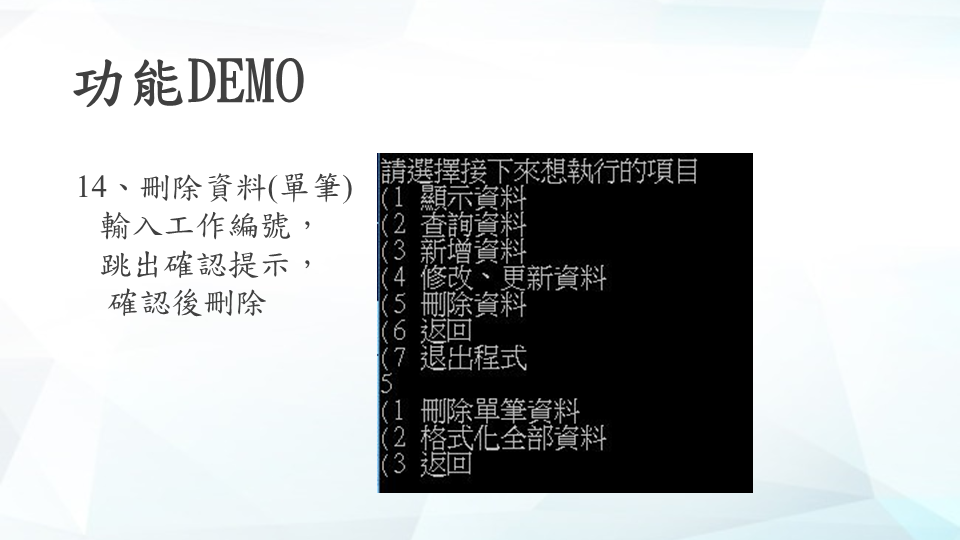 功能DEMO
14、刪除資料(單筆)
輸入工作編號，
跳出確認提示，
確認後刪除
請選擇接下來想執行的項目
(1 顯示資料
(2 查詢資料
(3 新增資料
(4 修改、更新資料
(5 刪除資料
(6 返回
(7 退出程式
5
(1 刪除單筆資料
(2 格式化全部資料
(3 返回